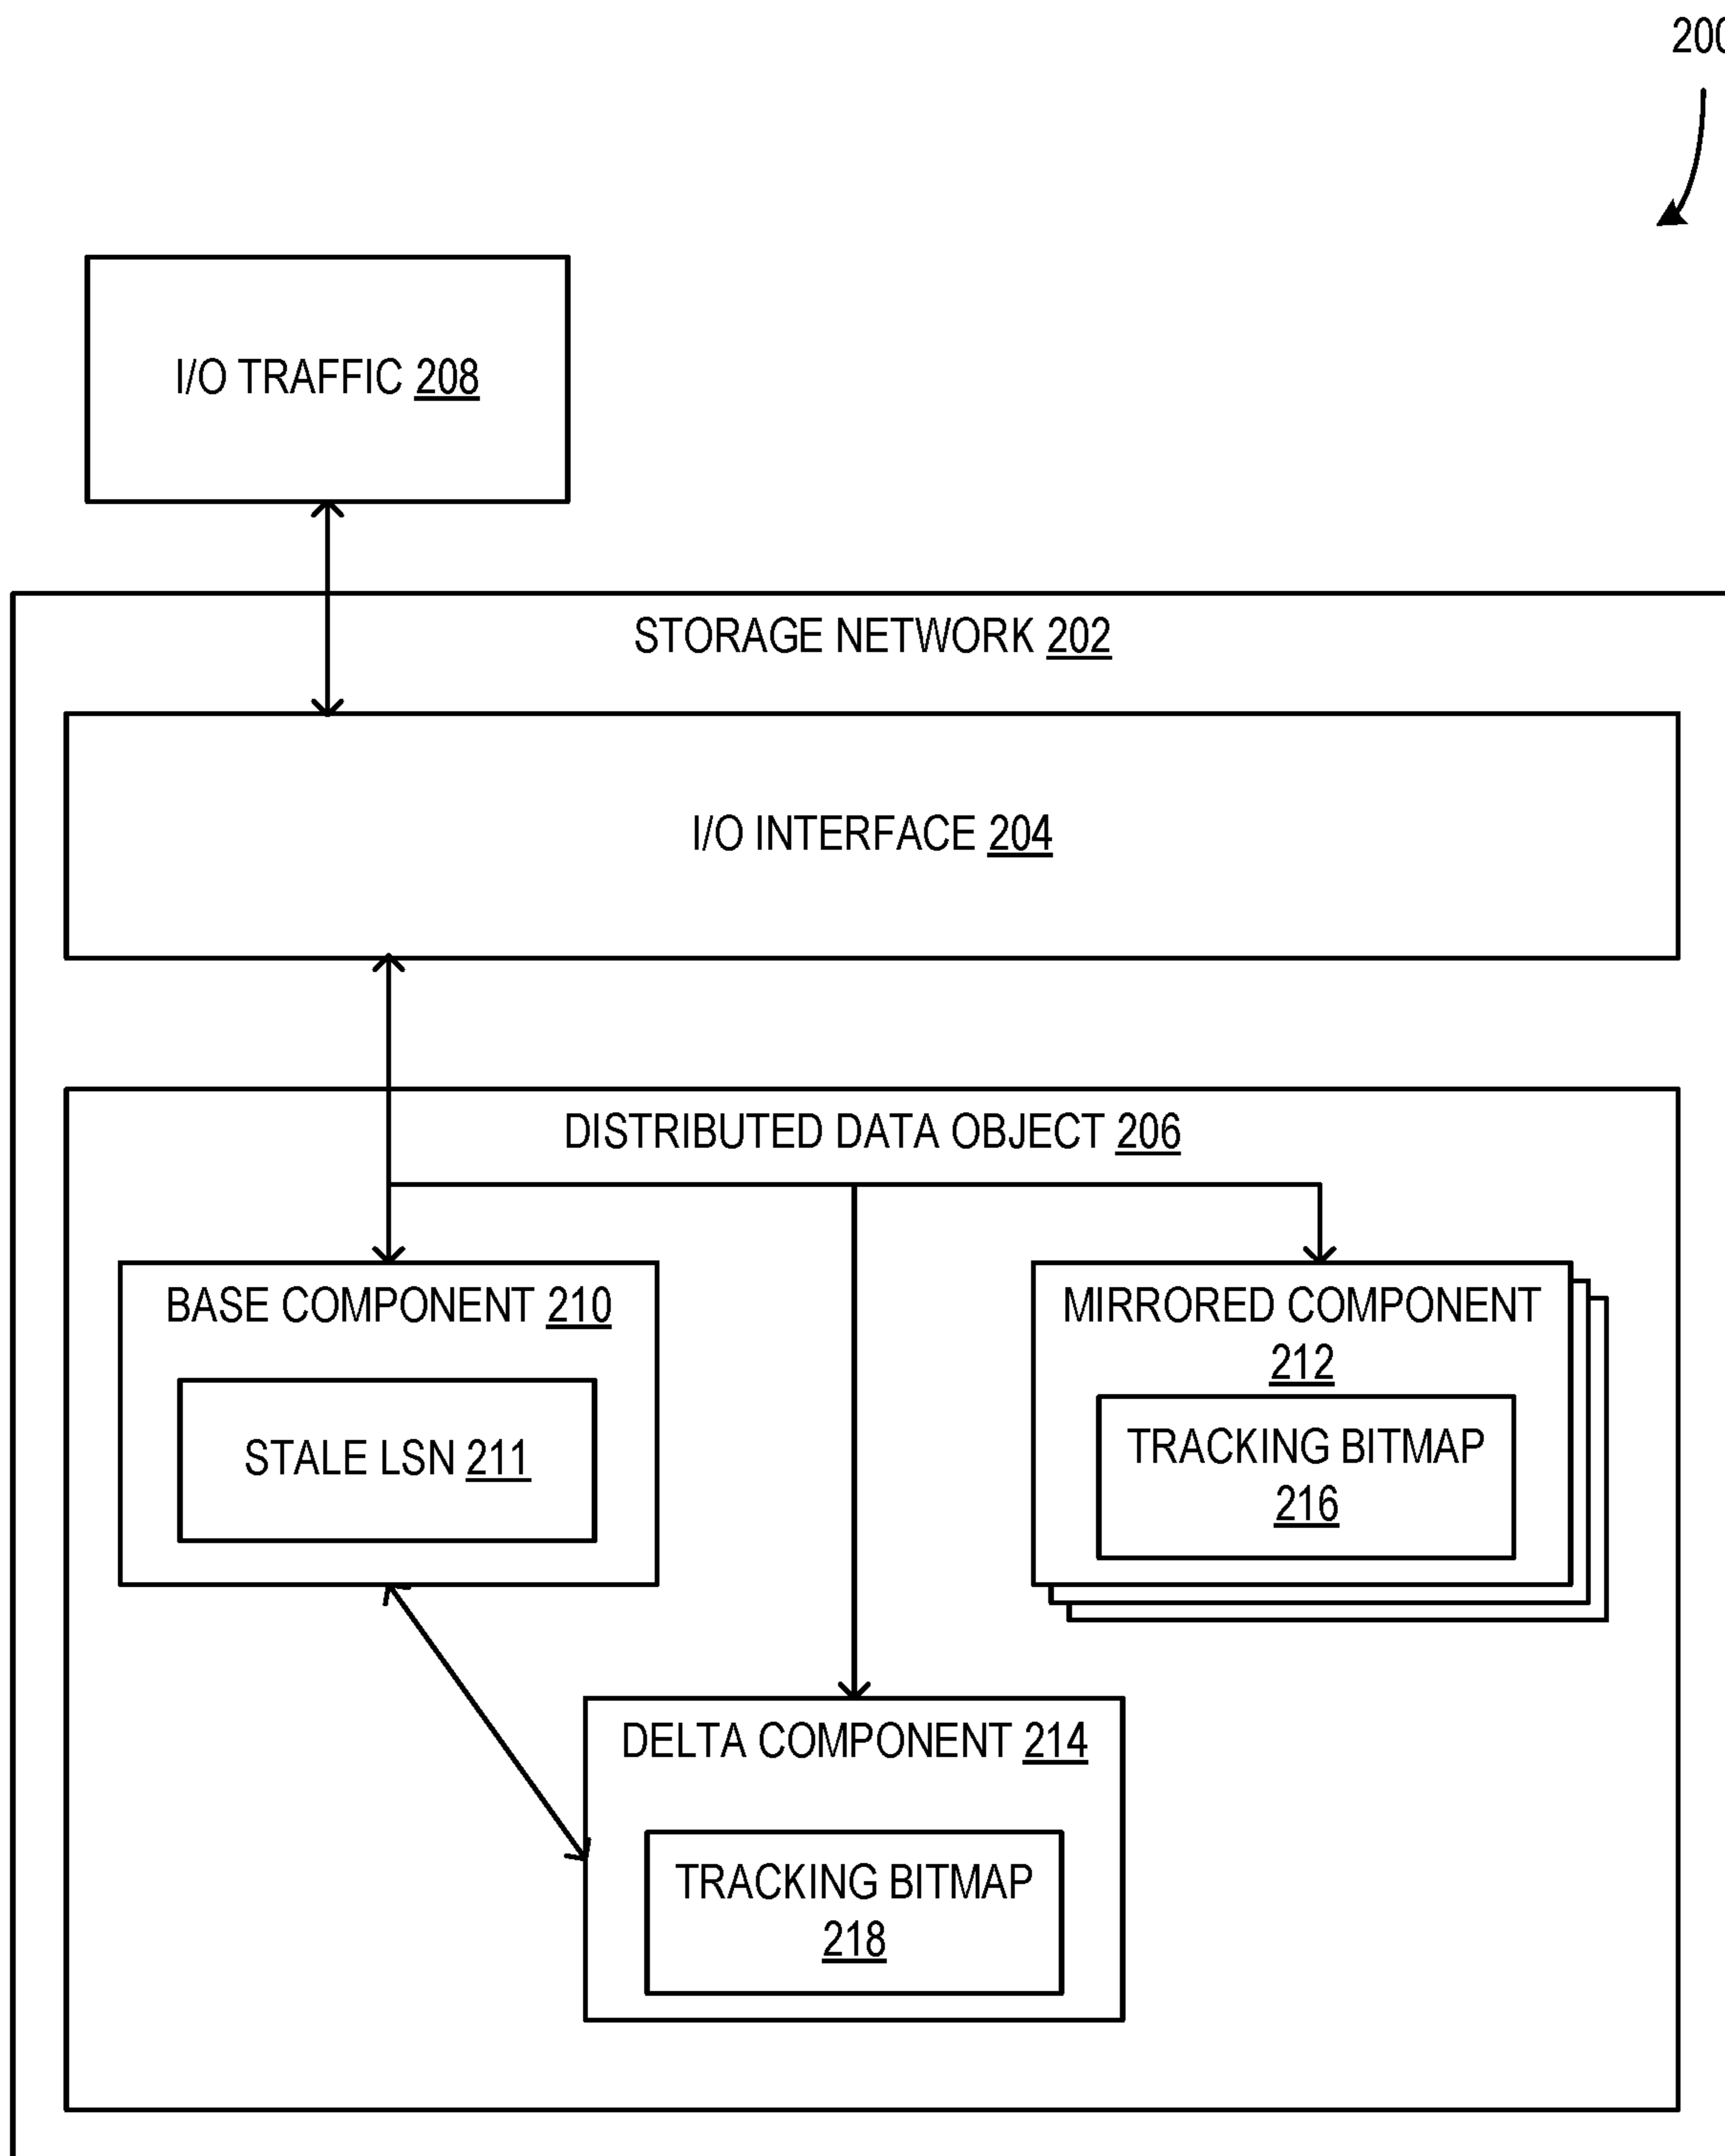 200
I/O TRAFFIC 208
STORAGE NETWORK 202
I/O INTERFACE 204
DISTRIBUTED DATA OBJECT 206
BASE COMPONENT 210
STALE LSN 211
MIRRORED COMPONENT
212
TRACKING BITMAP
216
DELTA COMPONENT 214
TRACKING BITMAP
218